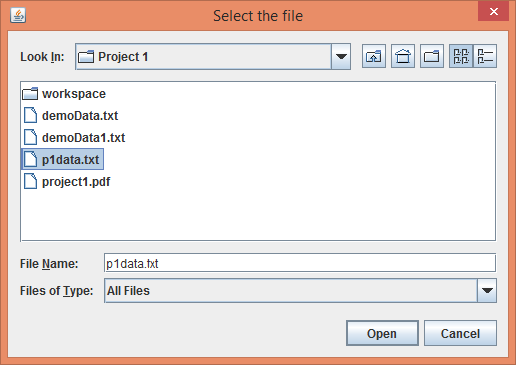 Select the file
Look In: Project 1
workspace
demoData.txt
demoData1.txt
p1data.txt
project1.pdf
File Name: p1data.txt
Files of Type: All Files
Open Cancel